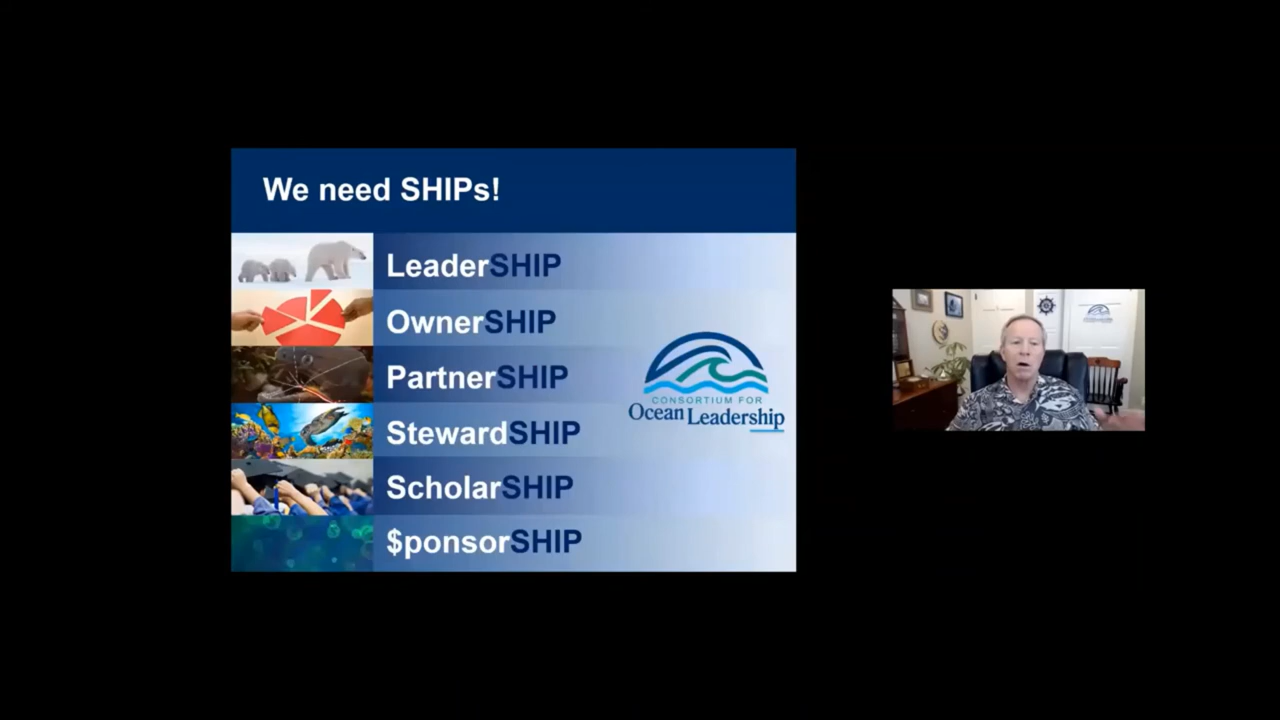 We need SHIPs!
LeaderSHIP
OwnerSHIP
PartnerSHIP
StewardSHIP
ScholarSHIP
$ponsorSHIP
CONSORTIUM FOR
Ocean Leadership